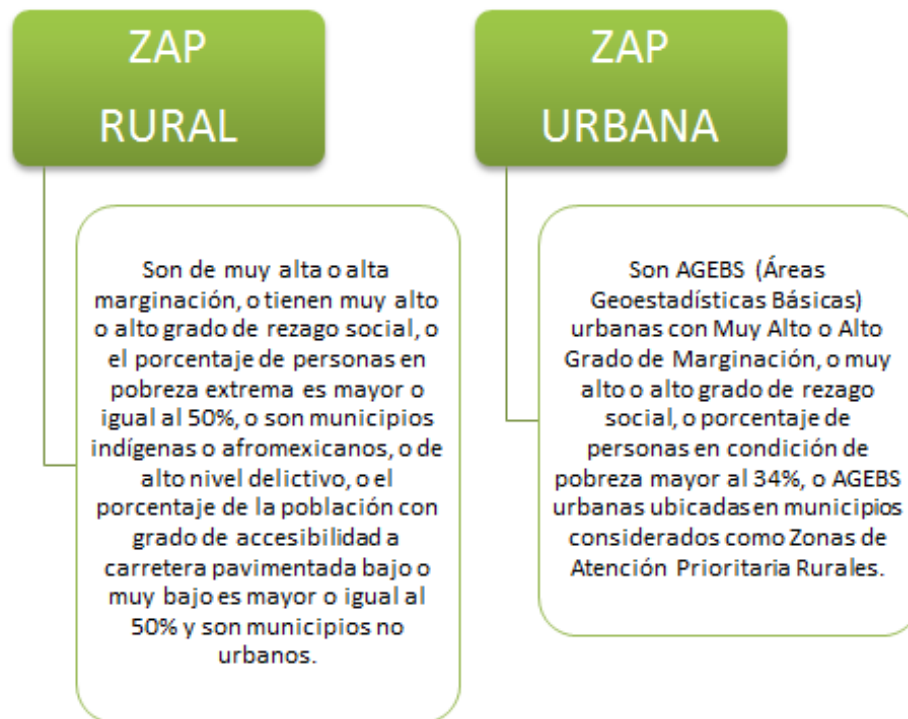 ZAP
RURAL
Son de muy alta o alta
marginación, o tienen muy alto
o alto grado de rezago social, o
el porcentaje de personas en
pobreza extrema es mayor o
igual al 50%, o son municipios
indígenas o afromexicanos, o de
alto nivel delictivo, o el
porcentaje de la población con
grado de accesibilidad a
carretera pavimentada bajo o
muy bajo es mayor o igual al
50% y son municipios no
urbanos.
ZAP
URBANA
Son AGEBS (Áreas
Geoestadísticas Básicas)
urbanas con Muy Alto o Alto
Grado de Marginación, o muy
alto o alto grado de rezago
social, o porcentaje de
personas en condición de
pobreza mayor al 34%, o AGEBS
urbanas ubicadas en municipios
considerados como Zonas de
Atención Prioritaria Rurales.